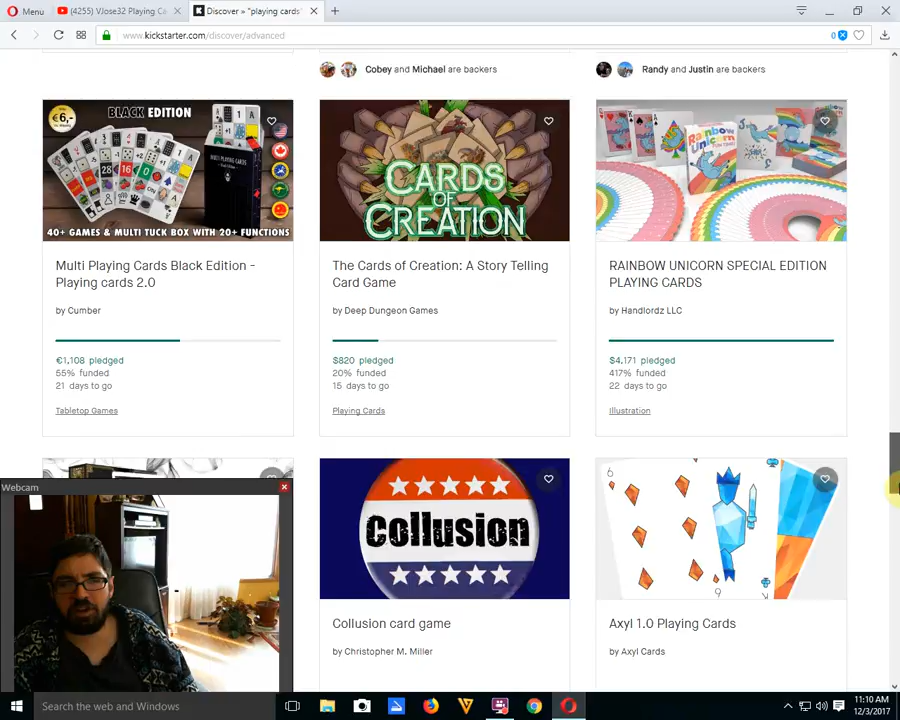 Menu
(4255) VJose32 Playing Ca
Discover » "playing cards"
www.kickstarter.com/discover/advanced
0
Cobey and Michael are backers
Randy and Justin are backers
€6,-
BLACK EDITION
40+ GAMES & MULTI TUCK BOX WITH 20+ FUNCTIONS
CARDS
OF
CREATION
Rainbow
Unicorn
Multi Playing Cards Black Edition -
Playing cards 2.0
by Cumber
€1,108 pledged
55% funded
21 days to go
Tabletop Games
The Cards of Creation: A Story Telling
Card Game
by Deep Dungeon Games
$820 pledged
20% funded
15 days to go
Playing Cards
RAINBOW UNICORN SPECIAL EDITION
PLAYING CARDS
by Handlordz LLC
$4,171 pledged
417% funded
22 days to go
Illustration
Webcam
Collusion
Collusion card game
by Christopher M. Miller
Axyl 1.0 Playing Cards
by Axyl Cards
Search the web and Windows
11:10 AM
12/3/2017